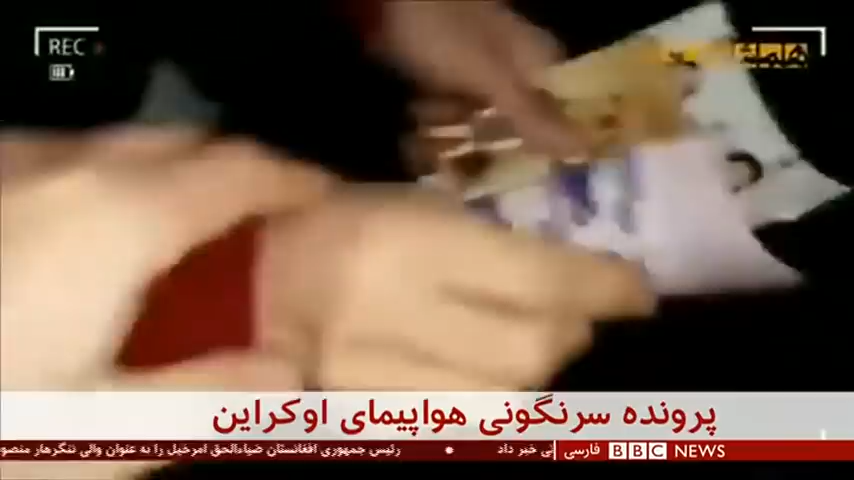 REC
پرونده سرنگونی هواپیمای اوکراین
BBC NEWS فارسی
نی خبر داد • رئیس جمهوری افغانستان ضیاءالحق امرخیل را به عنوان والی ننگرهار منصو